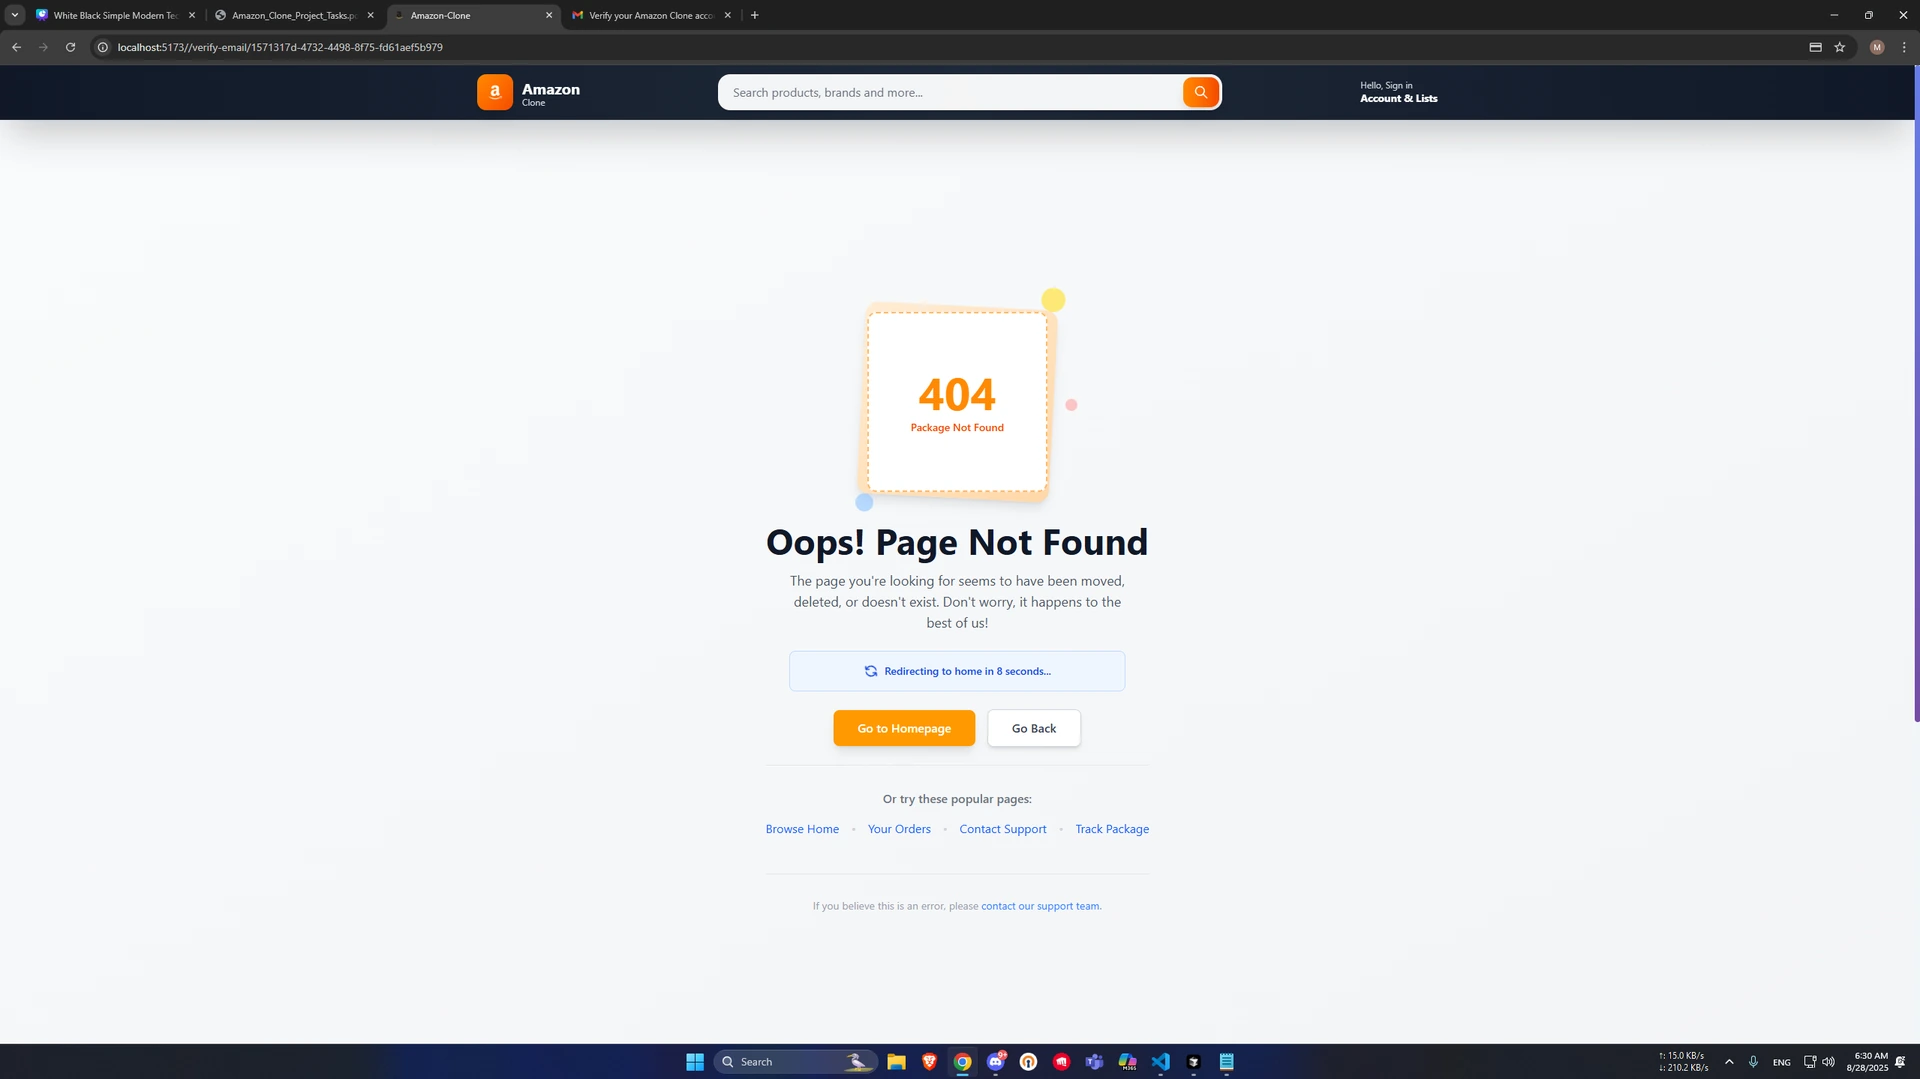 White Black Simple Modern Te
Amazon_Clone_Project_Tasks.p
Amazon-Clone
Verify your Amazon Clone acco
localhost:5173//verify-email/1571317d-4732-4498-8f75-fd61aef5b979
M
a
Amazon
Clone
Search products, brands and more...
Hello, Sign in
Account & Lists
404
Package Not Found
Oops! Page Not Found
The page you're looking for seems to have been moved,
deleted, or doesn't exist. Don't worry, it happens to the
best of us!
Redirecting to home in 8 seconds...
Go to Homepage
Go Back
Or try these popular pages:
Browse Home • Your Orders • Contact Support • Track Package
If you believe this is an error, please contact our support team.
Search
9+
M365
↑: 15.0 KB/s
↓: 210.2 KB/s
ENG
6:30 AM
8/28/2025